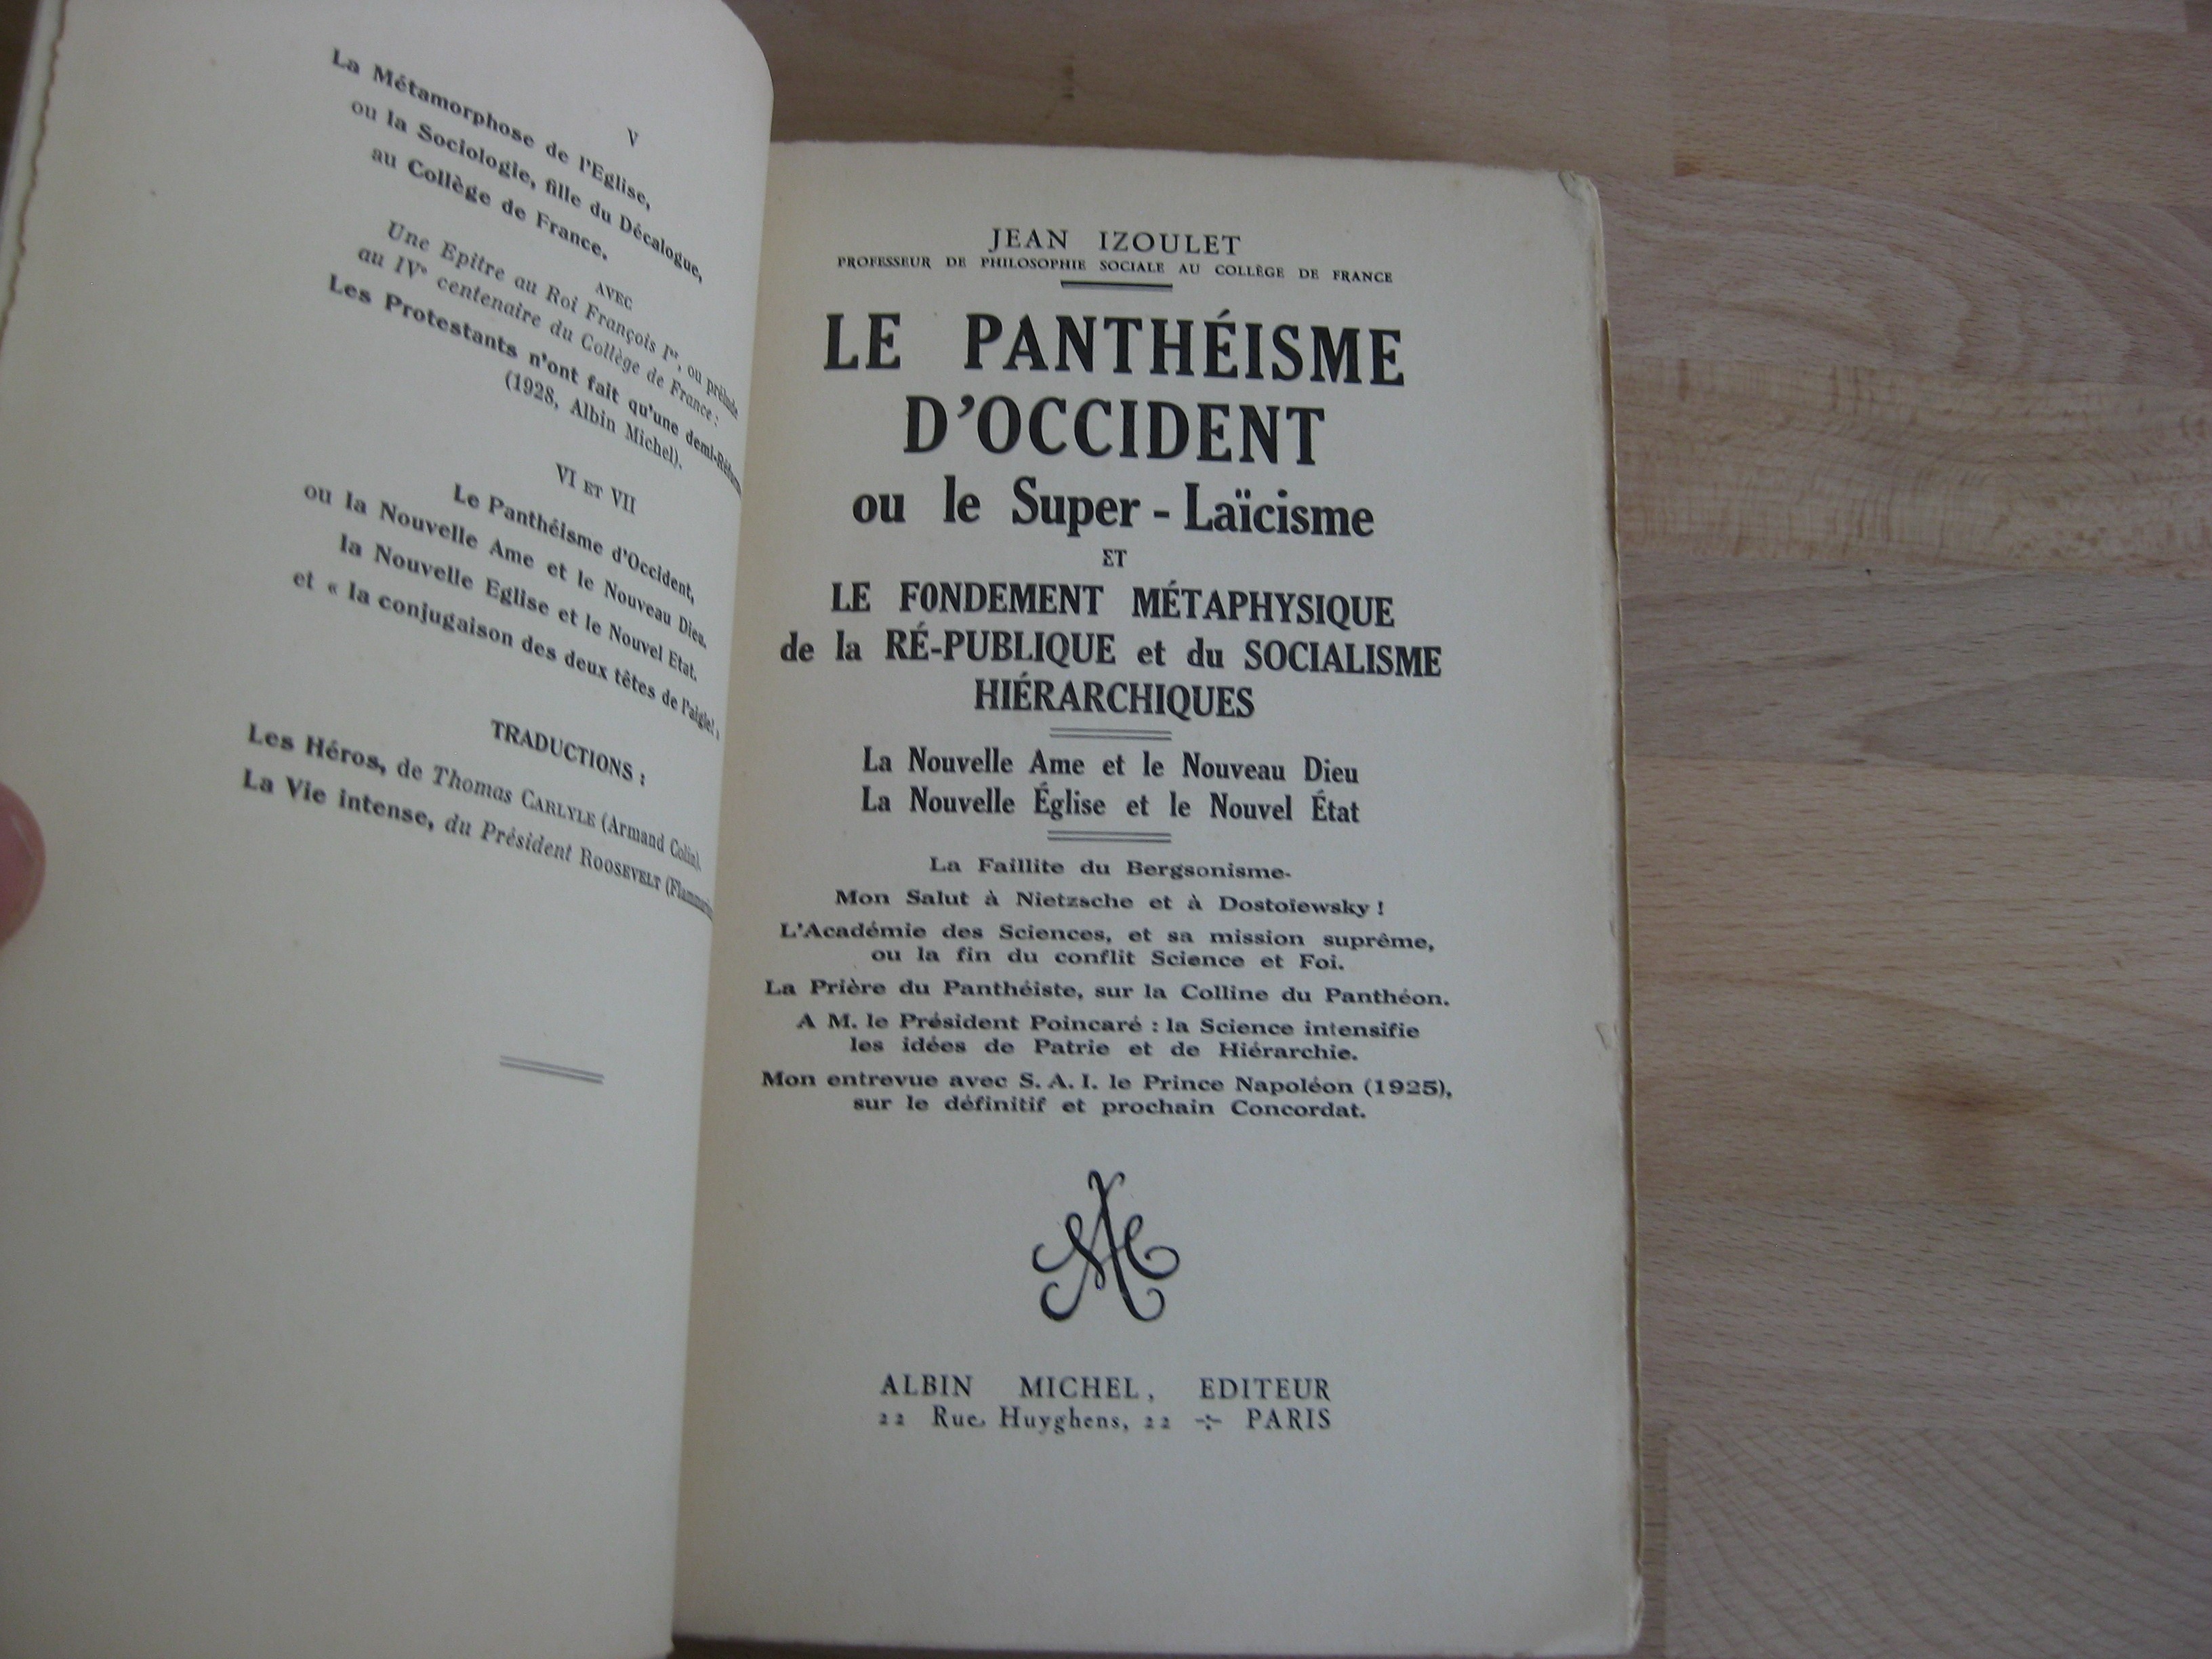 V
La Métamorphose de l'Eglise,
ou la Sociologie, fille du Décalogue,
au Collège de France.
AVEC
Une Epitre au Roi François Ier, ou prélude
au IVe centenaire du Collège de France :
Les Protestants n'ont fait qu'une demi-Réforme
(1928, Albin Michel).
VI ET VII
Le Panthéisme d'Occident,
ou la Nouvelle Ame et le Nouveau Dieu.
la Nouvelle Eglise et le Nouvel Etat.
et « la conjugaison des deux têtes de l'aigle!»
TRADUCTIONS :
Les Héros, de Thomas CARLYLE (Armand Colin).
La Vie intense, du Président ROOSEVELT
JEAN IZOULET
PROFESSEUR DE PHILOSOPHIE SOCIALE AU COLLÈGE DE FRANCE
LE PANTHÉISME
D'OCCIDENT
ou le Super - Laïcisme
ET
LE FONDEMENT MÉTAPHYSIQUE
de la RÉ-PUBLIQUE et du SOCIALISME
HIÉRARCHIQUES
La Nouvelle Ame et le Nouveau Dieu
La Nouvelle Église et le Nouvel État
La Faillite du Bergsonisme-
Mon Salut à Nietzsche et à Dostoïewsky !
L'Académie des Sciences, et sa mission suprême,
ou la fin du conflit Science et Foi.
La Prière du Panthéiste, sur la Colline du Panthéon.
A M. le Président Poincaré : la Science intensifie
les idées de Patrie et de Hiérarchie.
Mon entrevue avec S. A. I. le Prince Napoléon (1925),
sur le définitif et prochain Concordat.
AM
ALBIN MICHEL, EDITEUR
22 Rue Huyghens, 22 -:- PARIS